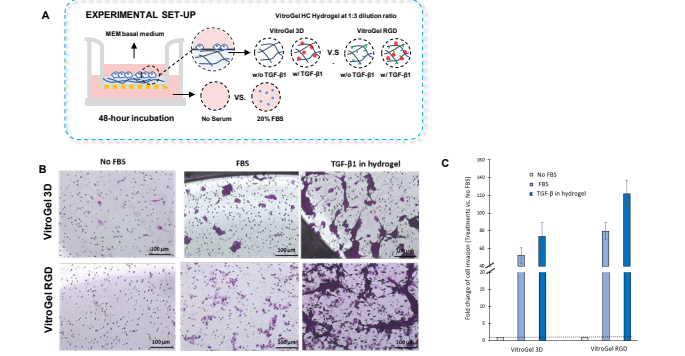 A
EXPERIMENTAL SET-UP
VitroGel HC Hydrogel at 1:3 dilution ratio
MEM basal medium
VitroGel 3D
VitroGel RGD
V.S
w/o TGF-β1
w/ TGF-β1
w/o TGF-β1
w/ TGF-β1
VS.
48-hour incubation
No Serum
20% FBS
B
No FBS
FBS
TGF-β1 in hydrogel
VitroGel 3D
100 µm
100 µm
100 µm
VitroGel RGD
100 µm
100 µm
100 µm
C
Fold change of cell invasion (Treatments vs. No FBS)
160
140
120
100
80
60
40
20
15
10
5
0
No FBS
FBS
TGF-β in hydrogel
VitroGel 3D
VitroGel RGD